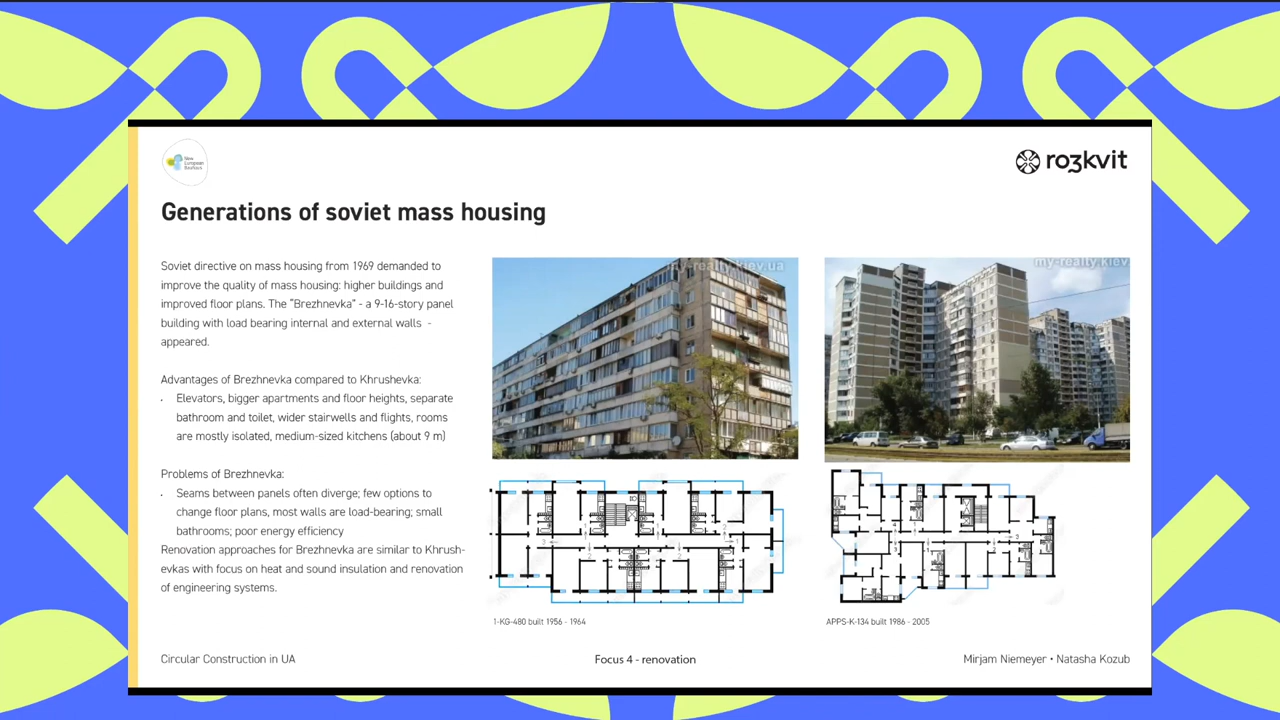 New
European
Bauhaus
ro3kvit
Generations of soviet mass housing
Soviet directive on mass housing from 1969 demanded to
improve the quality of mass housing: higher buildings and
improved floor plans. The "Brezhnevka" - a 9-16-story panel
building with load bearing internal and external walls -
appeared.
Advantages of Brezhnevka compared to Khrushevka:
· Elevators, bigger apartments and floor heights, separate
bathroom and toilet, wider stairwells and flights, rooms
are mostly isolated, medium-sized kitchens (about 9 m)
Problems of Brezhnevka:
· Seams between panels often diverge; few options to
change floor plans, most walls are load-bearing; small
bathrooms; poor energy efficiency
Renovation approaches for Brezhnevka are similar to Khrush-
evkas with focus on heat and sound insulation and renovation
of engineering systems.
my-realty.kiev.ua
my-realty.kiev
1-KG-480 built 1956 - 1964
APPS-K-134 built 1986 - 2005
Circular Construction in UA
Focus 4 - renovation
Mirjam Niemeyer • Natasha Kozub